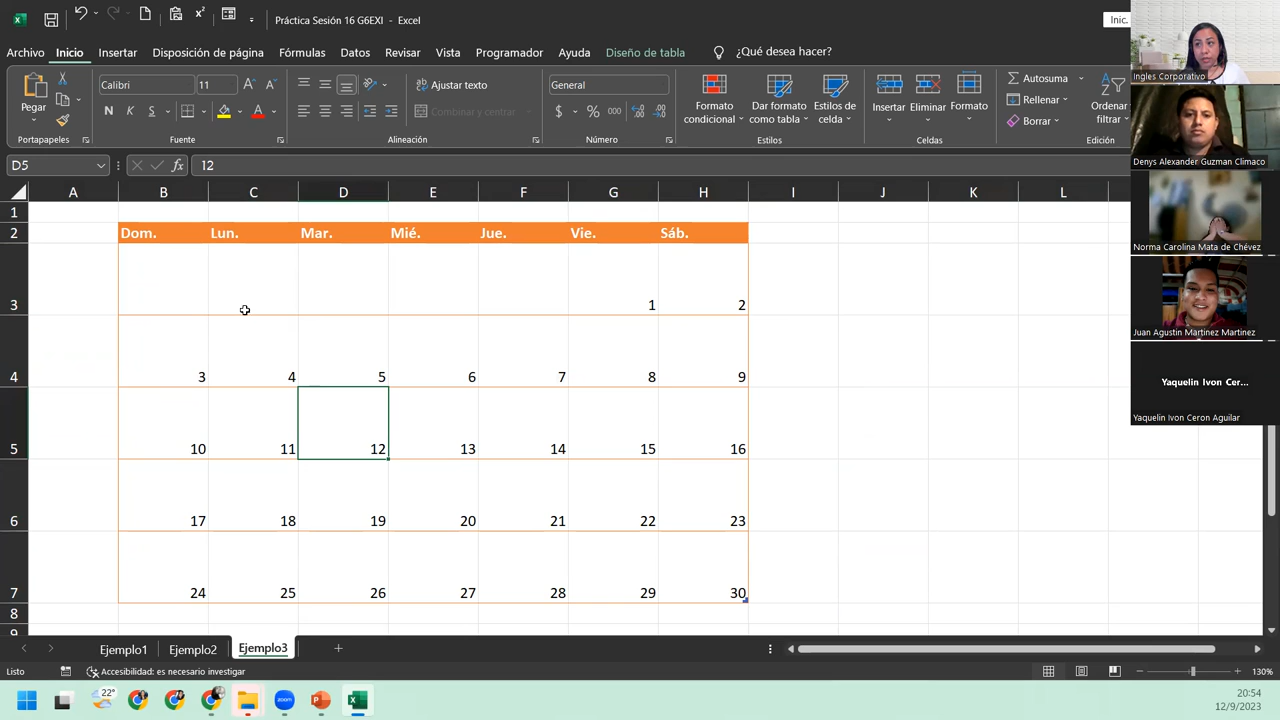 Práctica Sesión 16 G6EXI - Excel
Inic.
Archivo Inicio Insertar Disposición de página Fórmulas Datos Revisar Programador Ayuda Diseño de tabla ¿Qué desea hacer?
Pegar
Calibri 11
N K S
Ajustar texto
Combinar y centrar
General
$ % 000
Formato condicional
Dar formato como tabla
Estilos de celda
Insertar
Eliminar
Formato
Autosuma
Rellenar
Borrar
Ordenar
filtrar
Portapapeles Fuente Alineación Número Estilos Celdas Edición
D5 fx 12
A B C D E F G H I J K L
1
2 Dom. Lun. Mar. Mié. Jue. Vie. Sáb.
3 1 2
4 3 4 5 6 7 8 9
5 10 11 12 13 14 15 16
6 17 18 19 20 21 22 23
7 24 25 26 27 28 29 30
8
9
Ingles Corporativo
Denys Alexander Guzman Climaco
Norma Carolina Mata de Chévez
Juan Agustin Martinez Martinez
Yaquelin Ivon Cer...
Yaquelin Ivon Ceron Aguilar
Ejemplo1 Ejemplo2 Ejemplo3
Listo Accesibilidad: es necesario investigar 130%
22°
zoom
20:54
12/9/2023